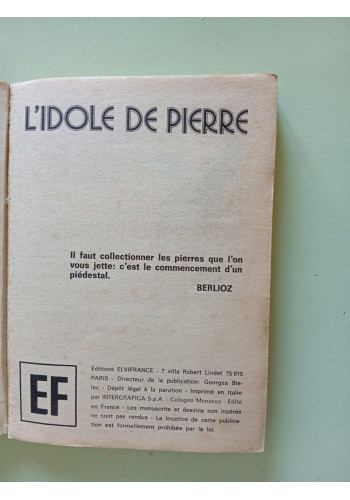 L'IDOLE DE PIERRE
Il faut collectionner les pierres que l'on
vous jette: c'est le commencement d'un
piédestal.
BERLIOZ
EF
Editions ELVIFRANCE - 7 villa Robert Lindet 75 015
PARIS - Directeur de la publication: Georges Bie-
lec - Dépôt légal à la parution - Imprimé en Italie
par INTERGRAFICA S.p.A. - Cologno Monzese - Edité
en France - Les manuscrits et dessins non insérés
ne sont pas rendus - La location de cette publica-
tion est formellement prohibée par la loi.